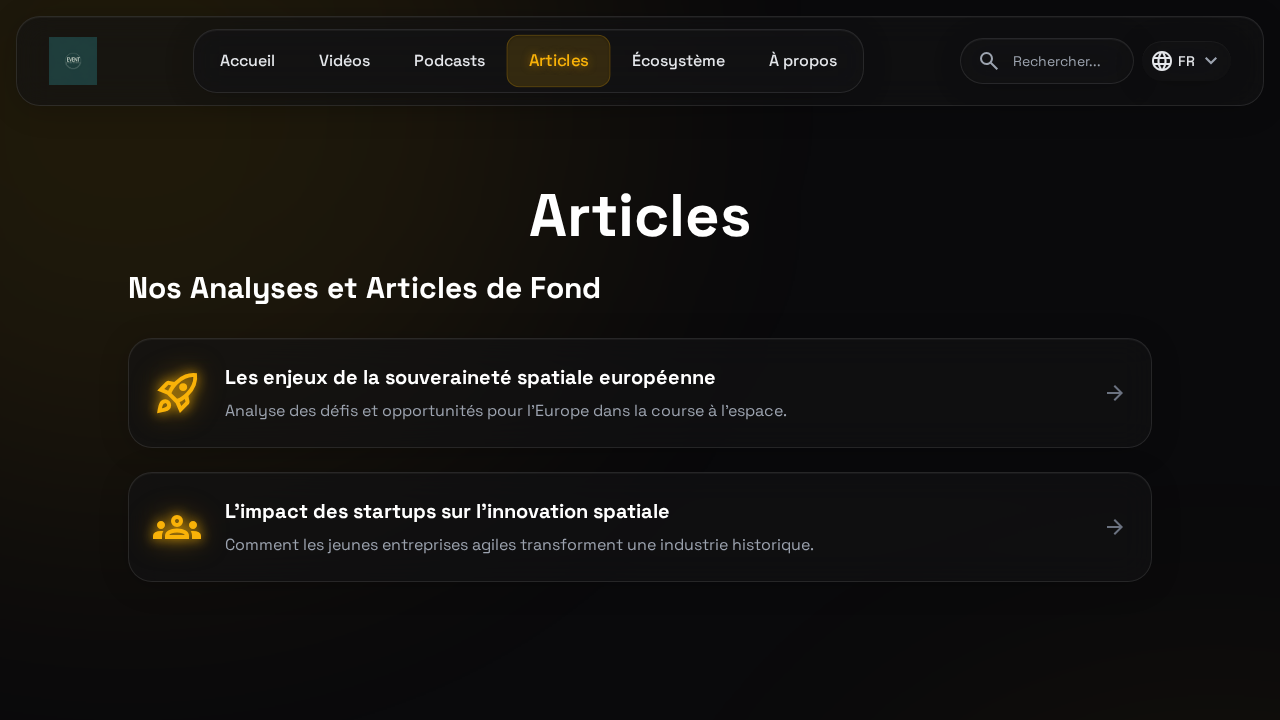 EVENT
Accueil
Vidéos
Podcasts
Articles
Écosystème
À propos
Rechercher...
FR
Articles
Nos Analyses et Articles de Fond
Les enjeux de la souveraineté spatiale européenne
Analyse des défis et opportunités pour l'Europe dans la course à l'espace.
L'impact des startups sur l'innovation spatiale
Comment les jeunes entreprises agiles transforment une industrie historique.